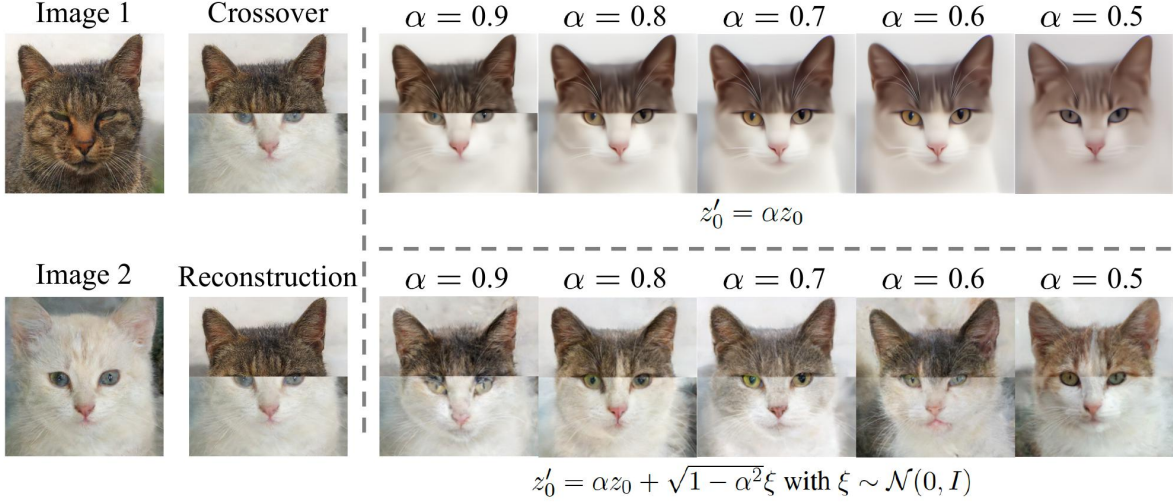 Image 1 Crossover α = 0.9 α = 0.8 α = 0.7 α = 0.6 α = 0.5
z′₀ = αz₀
Image 2 Reconstruction α = 0.9 α = 0.8 α = 0.7 α = 0.6 α = 0.5
z′₀ = αz₀ + √(1 − α²)ξ with ξ ∼ 𝒩(0, I)